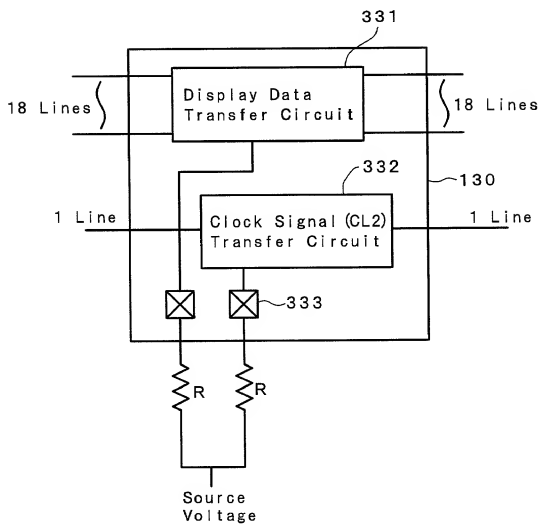 331
Display Data
Transfer Circuit
18 Lines
18 Lines
332
130
1 Line
Clock Signal (CL2)
Transfer Circuit
1 Line
333
R
R
Source
Voltage